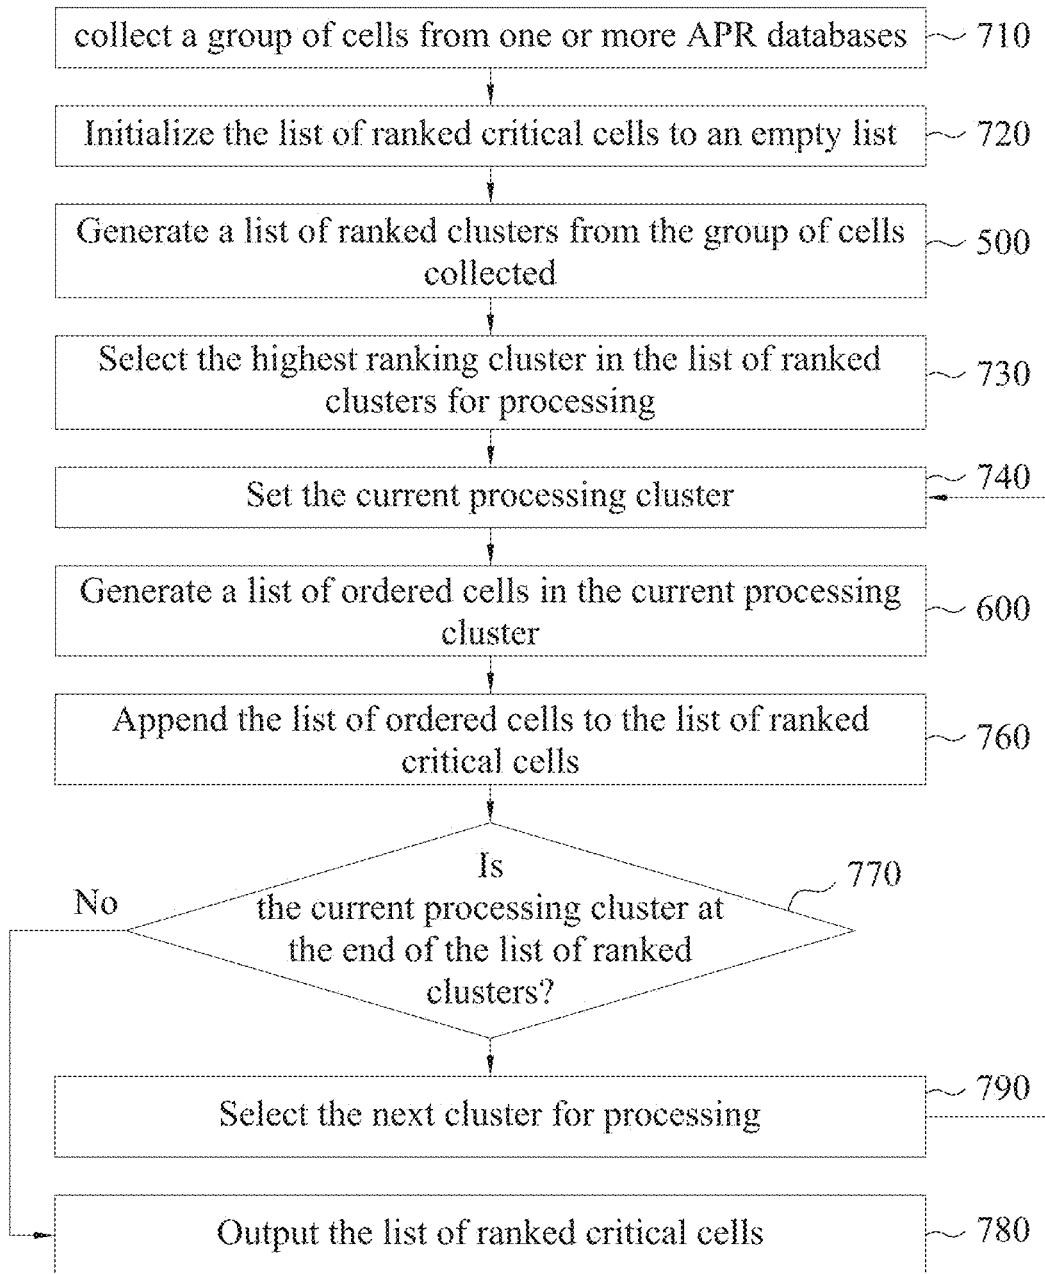 collect a group of cells from one or more APR databases
710
Initialize the list of ranked critical cells to an empty list
720
Generate a list of ranked clusters from the group of cells
collected
500
Select the highest ranking cluster in the list of ranked
clusters for processing
730
Set the current processing cluster
740
Generate a list of ordered cells in the current processing
cluster
600
Append the list of ordered cells to the list of ranked
critical cells
760
Is
the current processing cluster at
the end of the list of ranked
clusters?
770
No
Select the next cluster for processing
790
Output the list of ranked critical cells
780